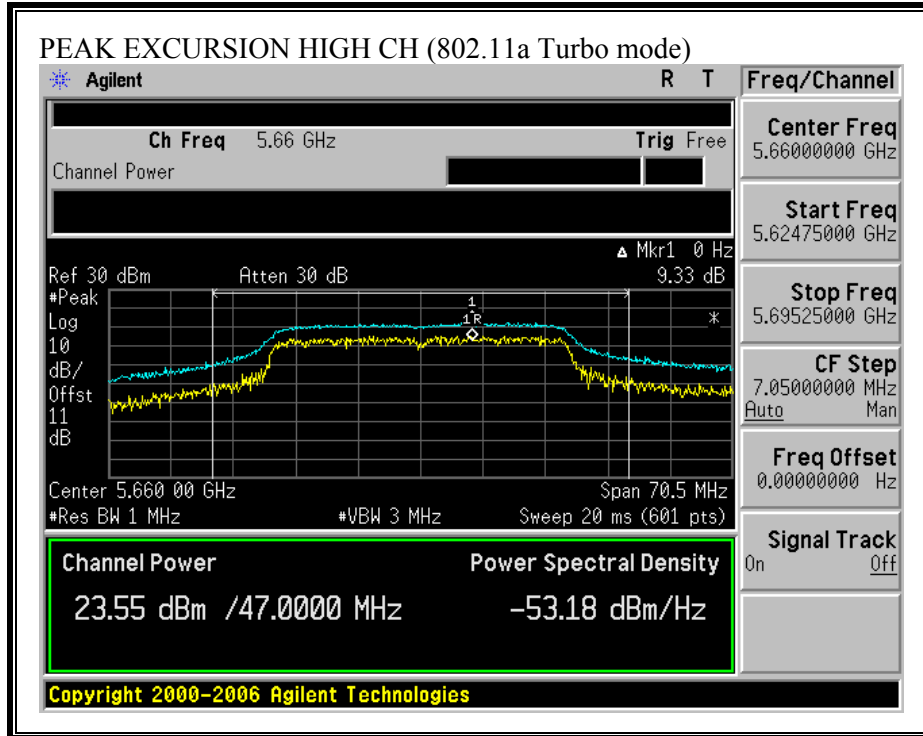 PEAK EXCURSION HIGH CH (802.11a Turbo mode)
Agilent R T Freq/Channel
Ch Freq 5.66 GHz Trig Free
Channel Power
Center Freq
5.66000000 GHz
Start Freq
5.62475000 GHz
Stop Freq
5.69525000 GHz
CF Step
7.05000000 MHz
Auto Man
Freq Offset
0.00000000 Hz
Signal Track
On Off
Δ Mkr1 0 Hz
Ref 30 dBm Atten 30 dB 9.33 dB
#Peak
Log
10
dB/
Offst
11
dB
1
1R
*
Center 5.660 00 GHz Span 70.5 MHz
#Res BW 1 MHz #VBW 3 MHz Sweep 20 ms (601 pts)
Channel Power Power Spectral Density
23.55 dBm /47.0000 MHz -53.18 dBm/Hz
Copyright 2000-2006 Agilent Technologies